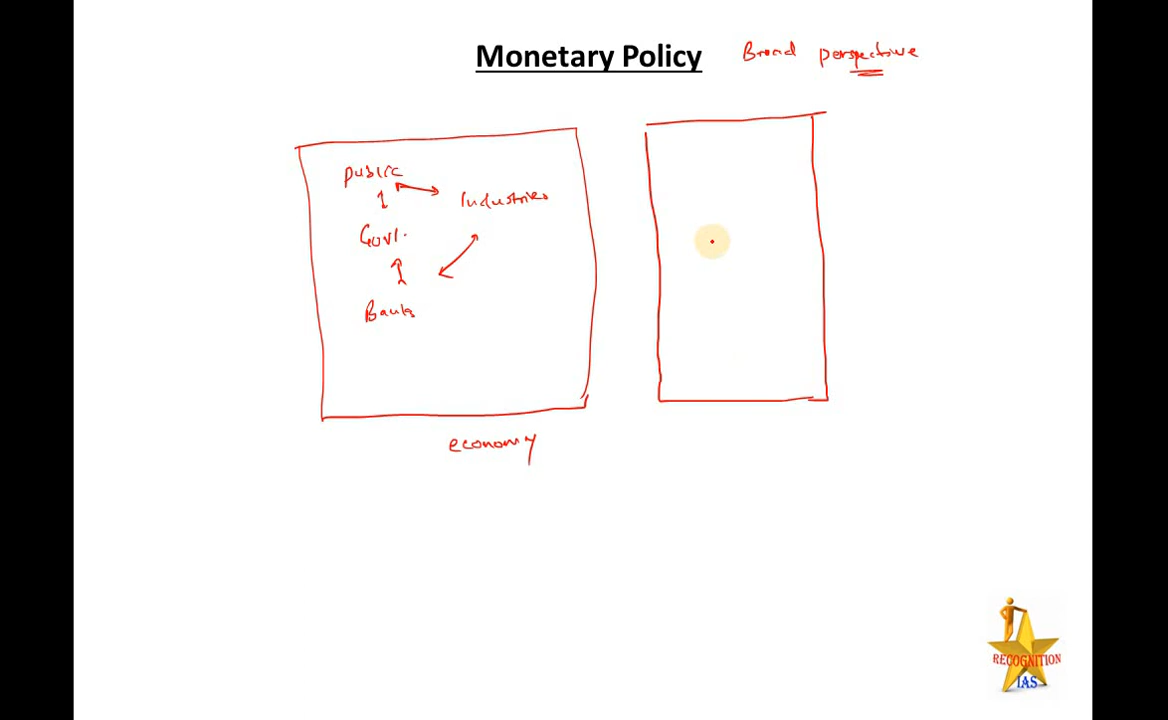 Monetary Policy Broad perspective
Public
Industries
Govt.
Banks
economy
RECOGNITION
IAS